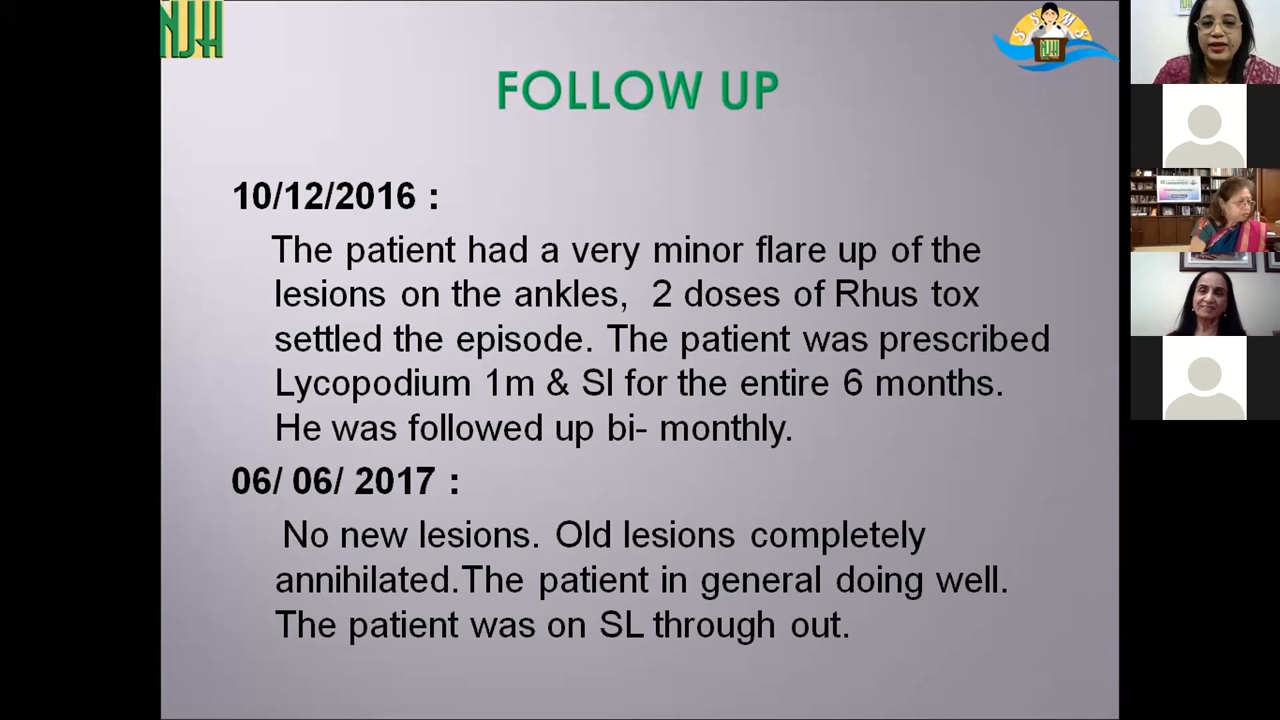 NJH
S S M S
NJH
FOLLOW UP
10/12/2016 :
The patient had a very minor flare up of the
lesions on the ankles, 2 doses of Rhus tox
settled the episode. The patient was prescribed
Lycopodium 1m & Sl for the entire 6 months.
He was followed up bi- monthly.
06/ 06/ 2017 :
No new lesions. Old lesions completely
annihilated.The patient in general doing well.
The patient was on SL through out.